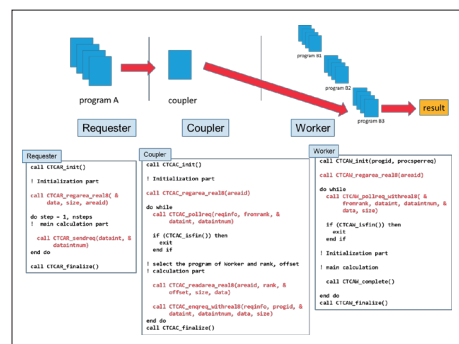 program A
coupler
program B1
program B2
program B3
result
Requester
Coupler
Worker
Requester
call CTCAR_init()
! Initialization part
call CTCAR_regarea_real8( &
data, size, areaid)
do step = 1, nsteps
! main calculation part
call CTCAR_sendreq(dataint, &
dataintnum)
end do
call CTCAR_finalize()
Coupler
call CTCAC_init()
! Initialization part
call CTCAC_regarea_real8(areaid)
do while
call CTCAC_pollreq(reqinfo, fromrank, &
dataint, dataintnum)
if (CTCAC_isfin()) then
exit
end if
! select the program of Worker and rank, offset
! calculation part
call CTCAC_readarea_real8(areaid, rank, &
offset, size, data)
call CTCAC_enqreq_withreal8(reqinfo, progid, &
dataint, dataintnum, data, size)
end do
call CTCAC_finalize()
Worker
call CTCAW_init(progid, procsperreq)
call CTCAW_regarea_real8(areaid)
do while
call CTCAW_pollreq_withreal8( &
fromrank, dataint, dataintnum, &
data, size)
if (CTCAW_isfin()) then
exit
end if
! Initialization part
! main calculation
call CTCAW_complete()
end do
call CTCAW_finalize()